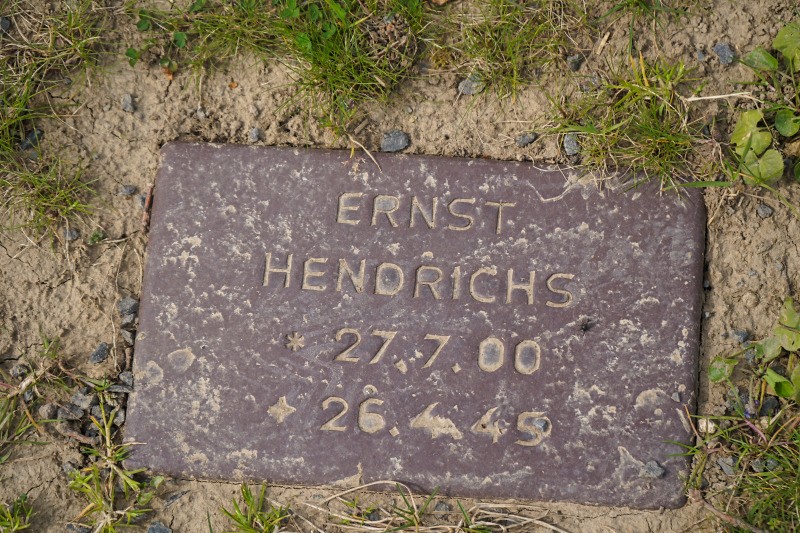 ERNST
HENDRICHS
* 27.7.00
✦ 26.4.45